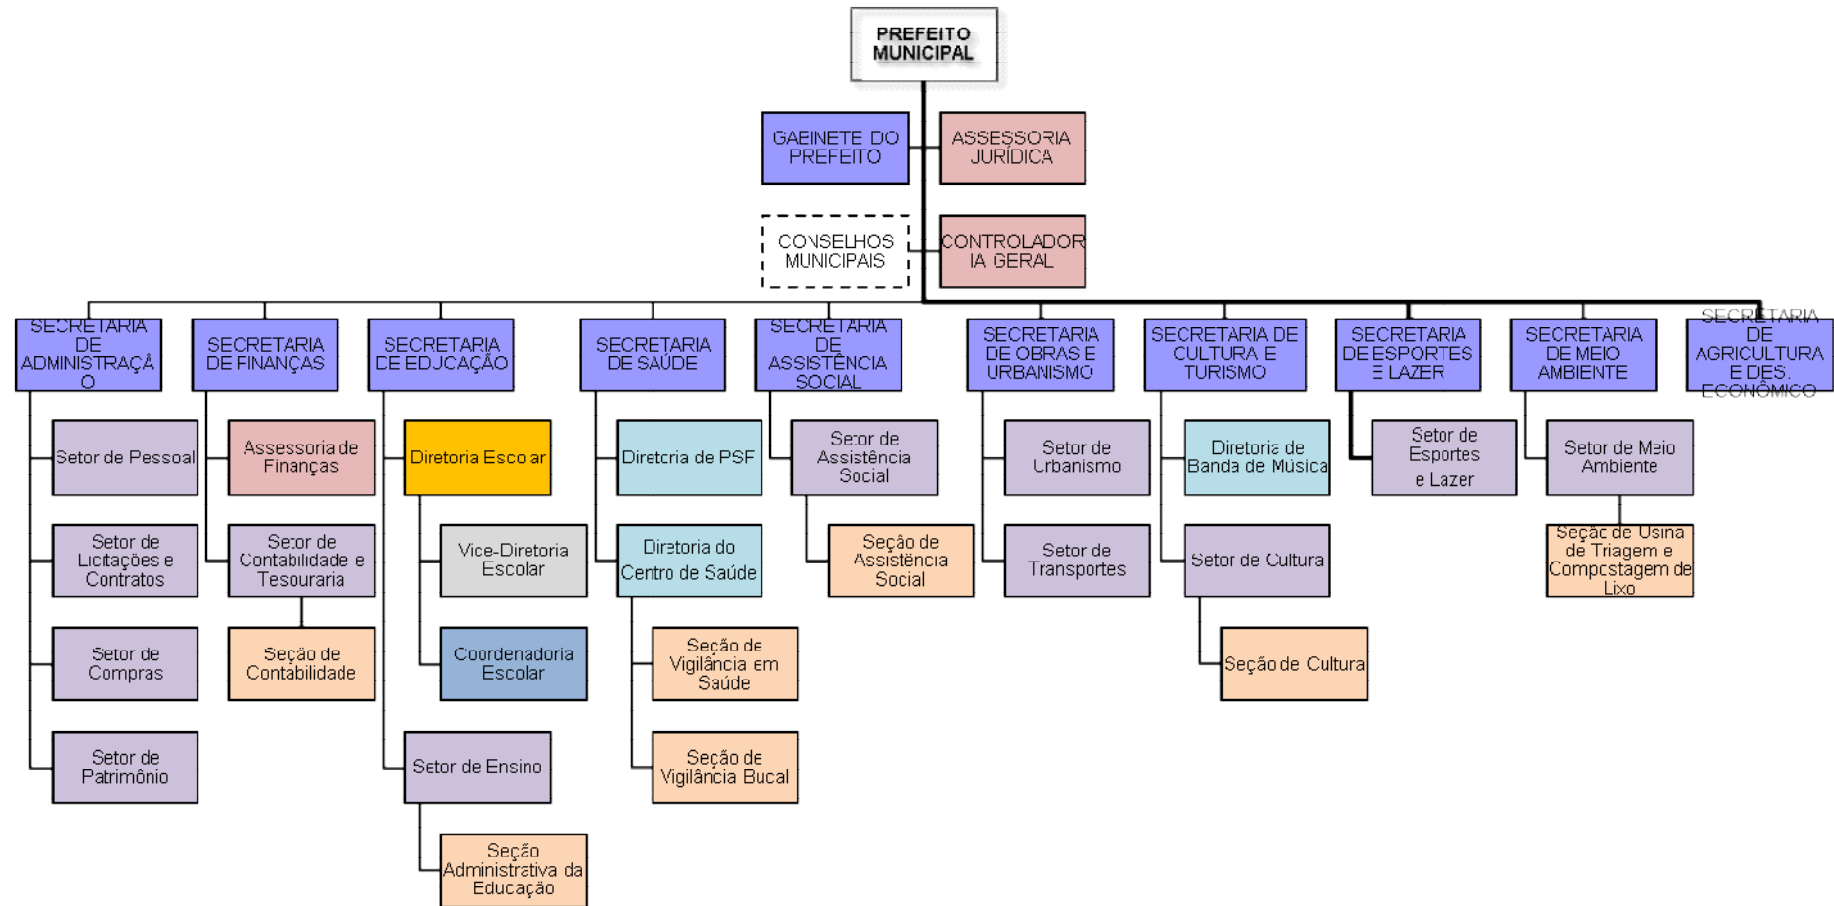 PREFEITO
MUNICIPAL
GABINETE DO
PREFEITO
ASSESSORIA
JURÍDICA
CONSELHOS
MUNICIPAIS
CONTROLADOR
IA GERAL
SECRETARIA
DE
ADMINISTRAÇÃ
O
SECRETARIA
DE FINANÇAS
SECRETARIA
DE EDUCAÇÃO
SECRETARIA
DE SAÚDE
SECRETARIA
DE
ASSISTÊNCIA
SOCIAL
SECRETARIA
DE OBRAS E
URBANISMO
SECRETARIA DE
CULTURA E
TURISMO
SECRETARIA
DE ESPORTES
E LAZER
SECRETARIA
DE MEIO
AMBIENTE
SECRETARIA
DE
AGRICULTURA
E DES.
ECONÔMICO
Setor de Pessoal
Setor de
Licitações e
Contratos
Setor de
Compras
Setor de
Patrimônio
Assessoria de
Finanças
Setor de
Contabilidade e
Tesouraria
Seção de
Contabilidade
Diretoria Escolar
Vice-Diretoria
Escolar
Coordenadoria
Escolar
Setor de Ensino
Seção
Administrativa da
Educação
Diretoria de PSF
Diretoria do
Centro de Saúde
Seção de
Vigilância em
Saúde
Seção de
Vigilância Bucal
Setor de
Assistência
Social
Seção de
Assistência
Social
Setor de
Urbanismo
Setor de
Transportes
Diretoria de
Banda de Música
Setor de Cultura
Seção de Cultura
Setor de
Esportes
e Lazer
Setor de Meio
Ambiente
Seção de Usina
de Triagem e
Compostagem de
Lixo